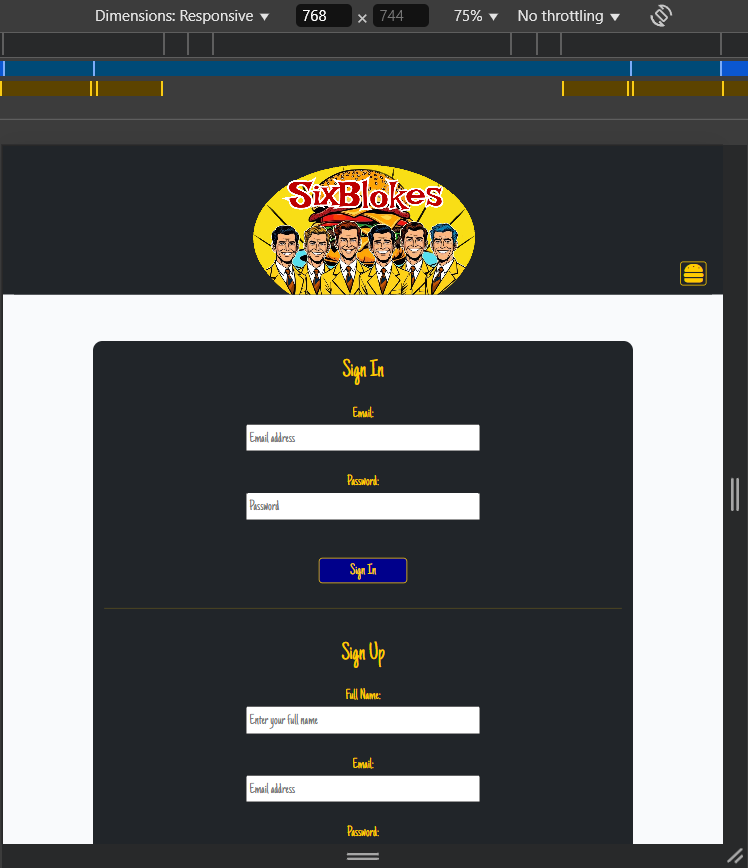 Dimensions: Responsive ▼ 768 × 744 75% ▼ No throttling ▼
SixBlokes
Sign In
Email:
Email address
Password:
Password
Sign In
Sign Up
Full Name:
Enter your full name
Email:
Email address
Password: